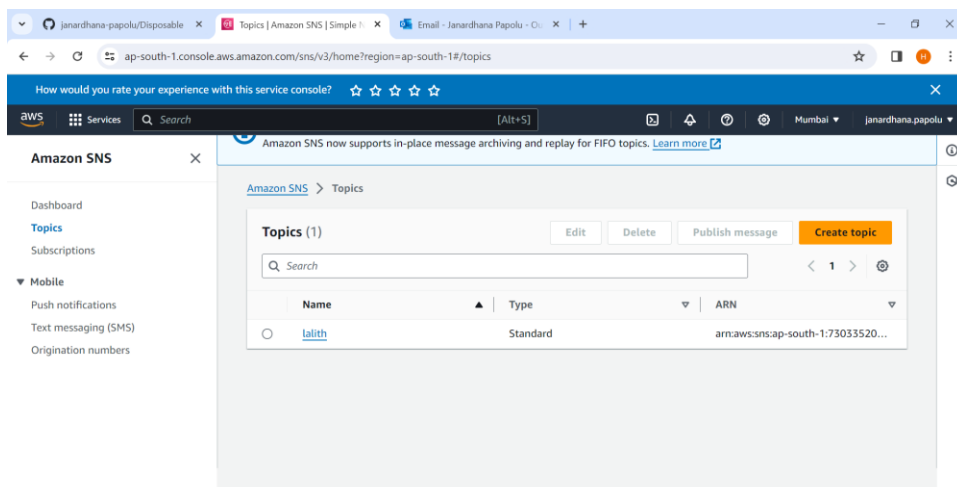 janardhana-papolu/Disposable
Topics | Amazon SNS | Simple N
Email - Janardhana Papolu - Ou
ap-south-1.console.aws.amazon.com/sns/v3/home?region=ap-south-1#/topics
H
How would you rate your experience with this service console?
aws Services Search [Alt+S] Mumbai janardhana.papolu
Amazon SNS
Dashboard
Topics
Subscriptions
Mobile
Push notifications
Text messaging (SMS)
Origination numbers
Amazon SNS now supports in-place message archiving and replay for FIFO topics. Learn more
Amazon SNS > Topics
Topics (1) Edit Delete Publish message Create topic
Search 1
Name Type ARN
lalith Standard arn:aws:sns:ap-south-1:73033520...